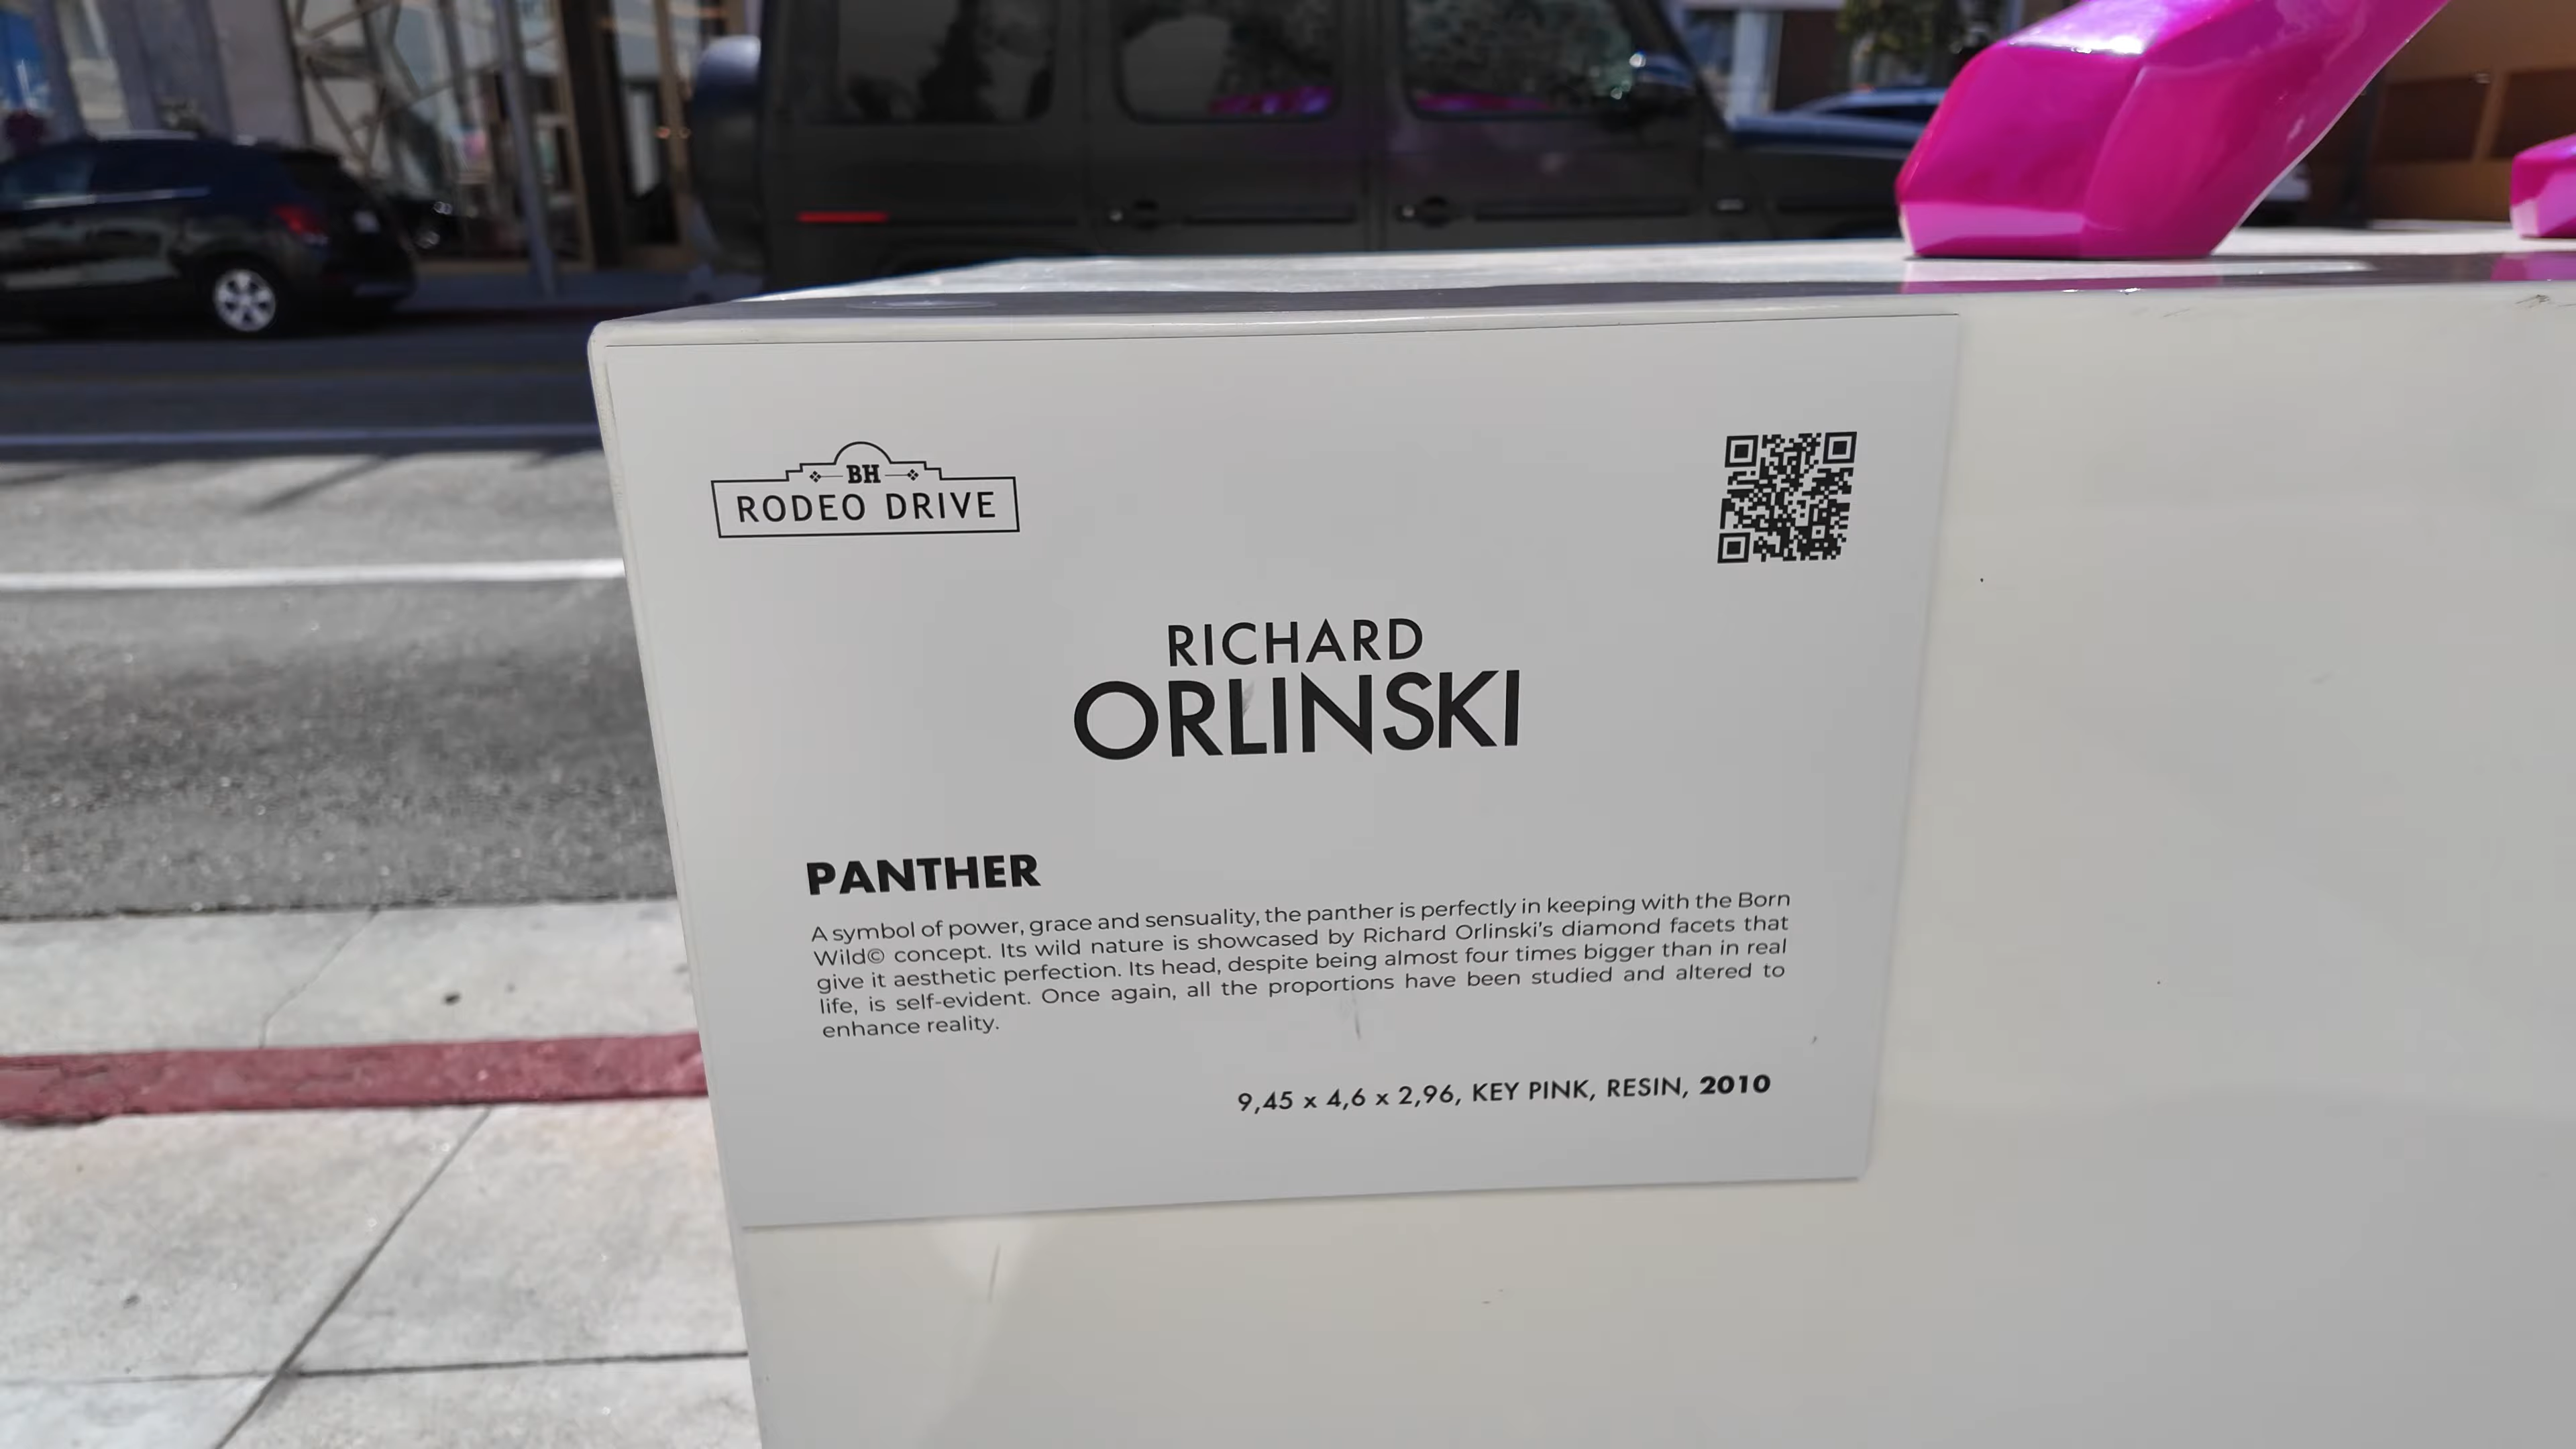 BH
RODEO DRIVE
RICHARD
ORLINSKI
PANTHER
A symbol of power, grace and sensuality, the panther is perfectly in keeping with the Born
Wild© concept. Its wild nature is showcased by Richard Orlinski's diamond facets that
give it aesthetic perfection. Its head, despite being almost four times bigger than in real
life, is self-evident. Once again, all the proportions have been studied and altered to
enhance reality.
9,45 x 4,6 x 2,96, KEY PINK, RESIN, 2010